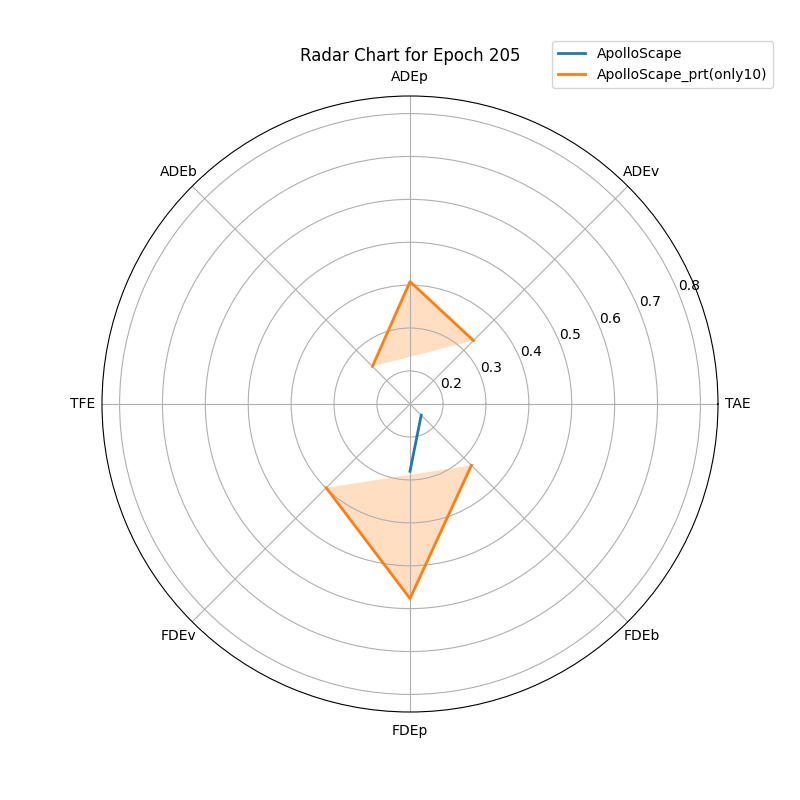 Radar Chart for Epoch 205
ApolloScape
ApolloScape_prt(only10)
ADEp
ADEb
ADEv
0.8
0.7
0.6
0.5
0.4
0.3
0.2
TFE
TAE
FDEv
FDEb
FDEp